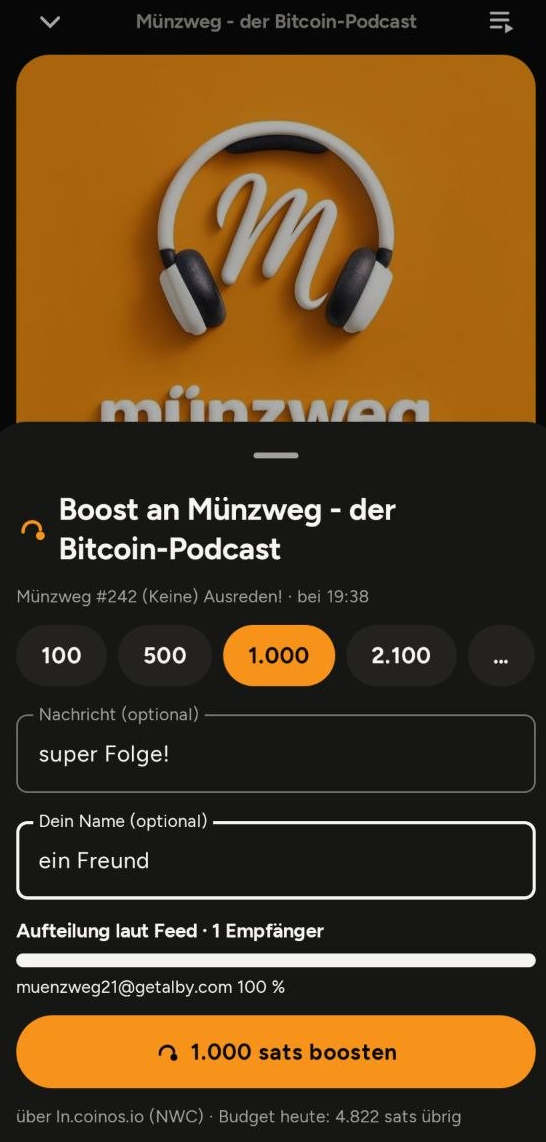 Münzweg - der Bitcoin-Podcast
m
münzweg
Boost an Münzweg - der
Bitcoin-Podcast
Münzweg #242 (Keine) Ausreden! · bei 19:38
100 500 1.000 2.100 ...
Nachricht (optional)
super Folge!
Dein Name (optional)
ein Freund
Aufteilung laut Feed · 1 Empfänger
muenzweg21@getalby.com 100 %
1.000 sats boosten
über ln.coinos.io (NWC) · Budget heute: 4.822 sats übrig